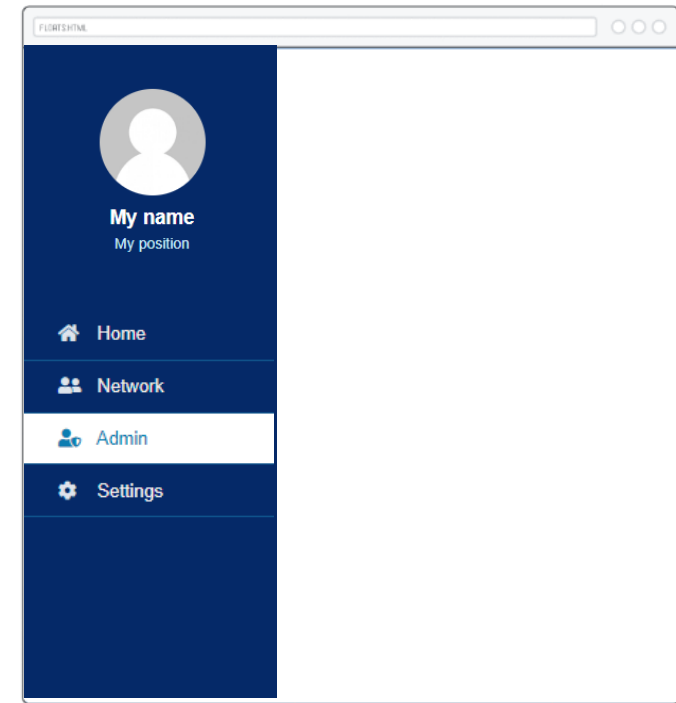 FLOATS.HTML
My name
My position
Home
Network
Admin
Settings